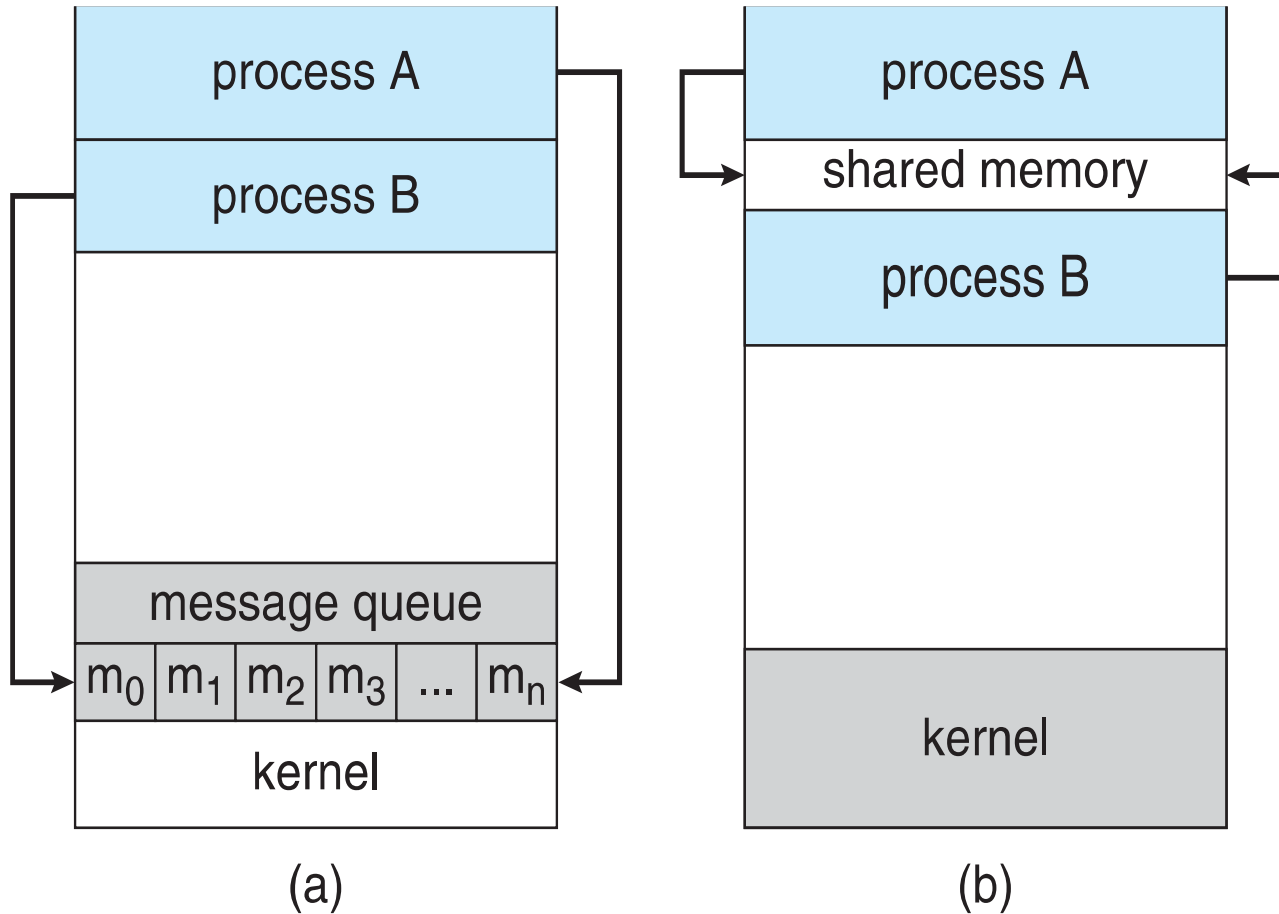 process A
process B
message queue
m0 m1 m2 m3 ... mn
kernel
(a)
process A
shared memory
process B
kernel
(b)